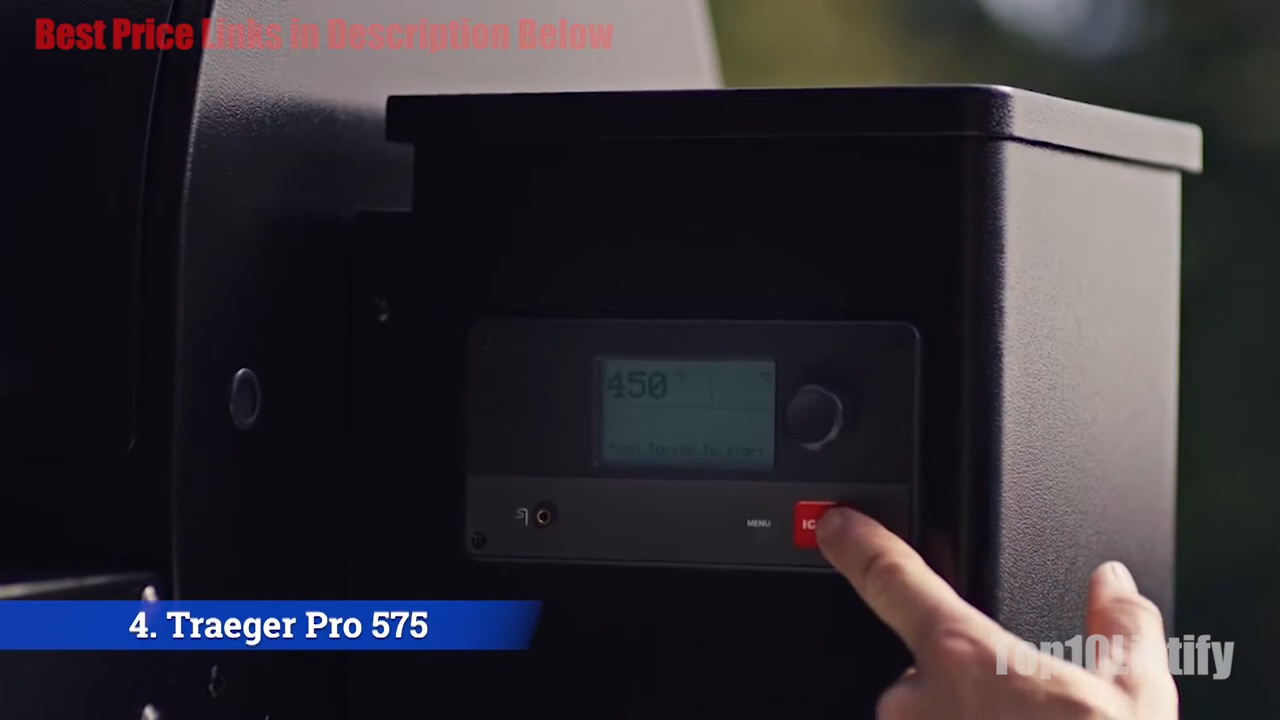 Best Price Links in Description Below
450
MENU
4. Traeger Pro 575
Top10Listify